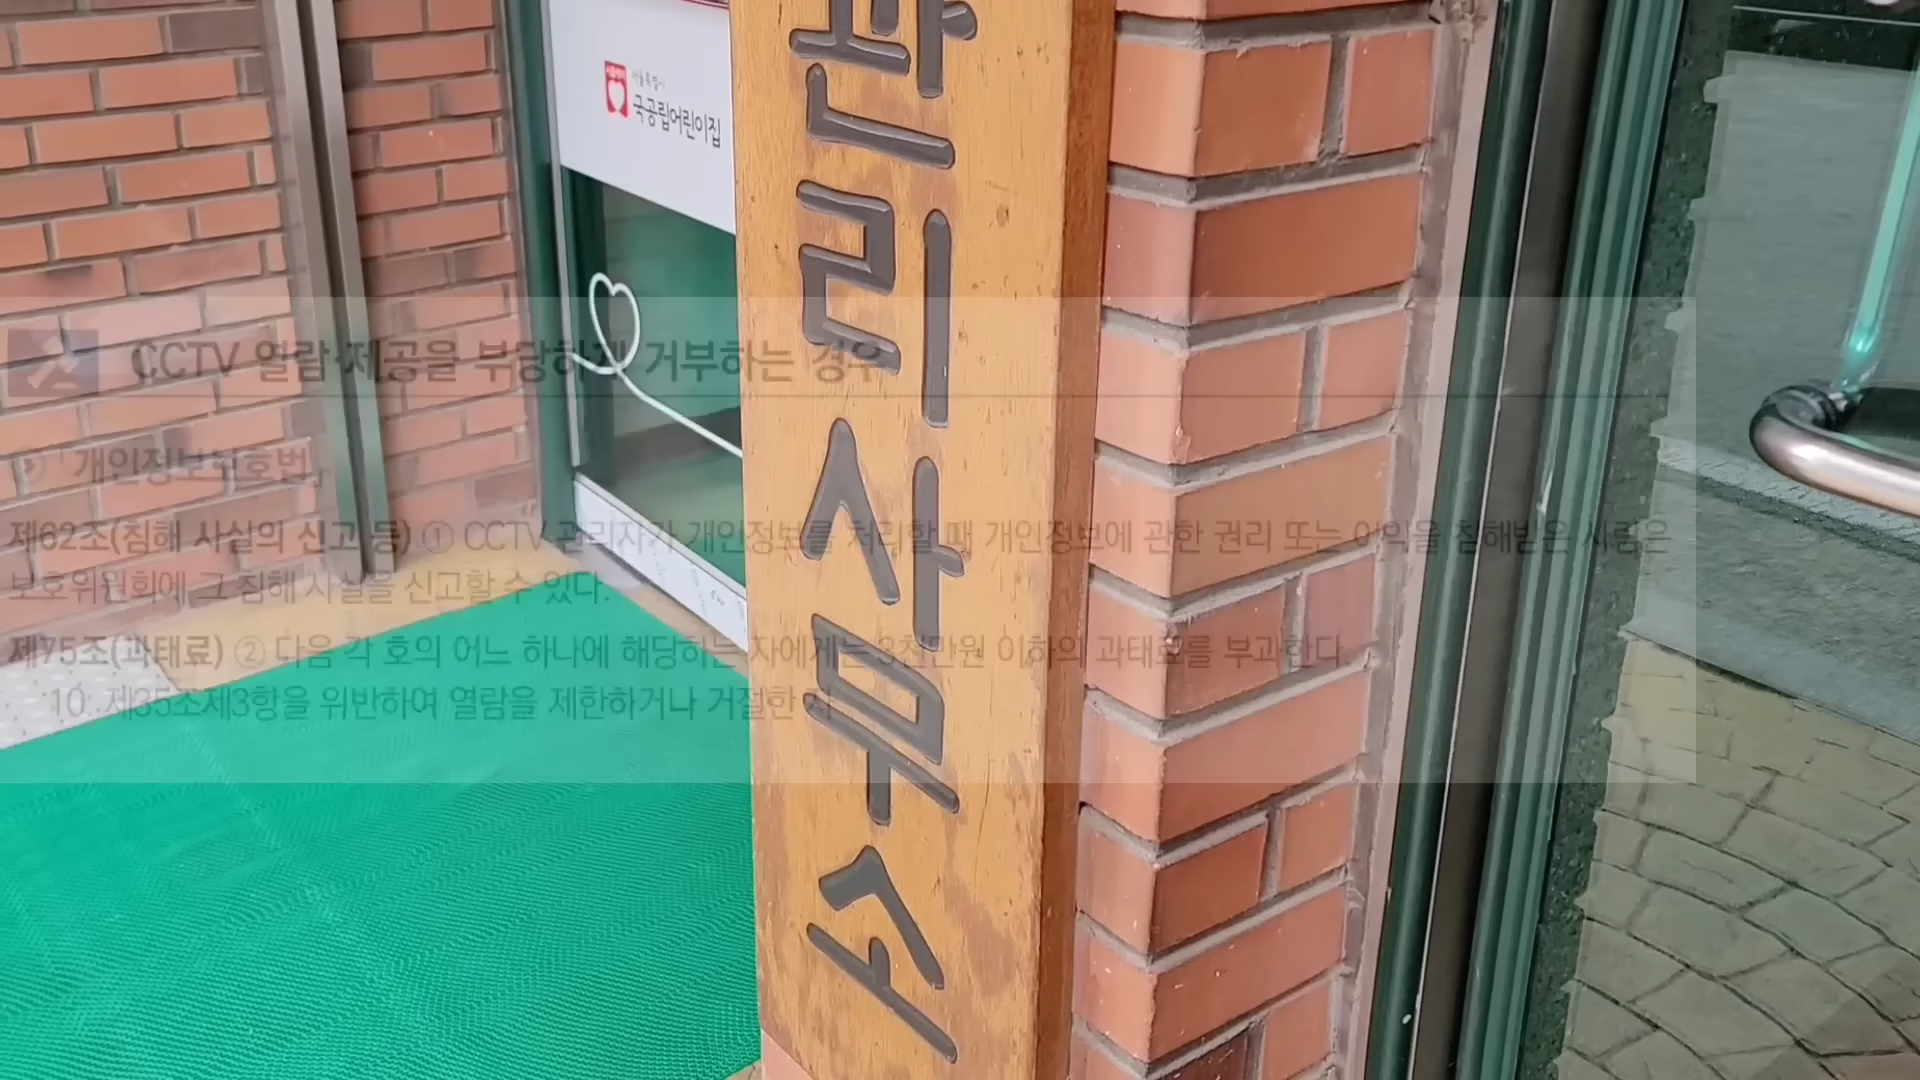 서울특별시
국공립어린이집
관리사무소
CCTV 열람·제공을 부당하게 거부하는 경우
「개인정보보호법」
제62조(침해 사실의 신고 등) ① CCTV 관리자가 개인정보를 처리할 때 개인정보에 관한 권리 또는 이익을 침해받은 사람은
보호위원회에 그 침해 사실을 신고할 수 있다.
제75조(과태료) ② 다음 각 호의 어느 하나에 해당하는 자에게는 3천만원 이하의 과태료를 부과한다.
10. 제35조제3항을 위반하여 열람을 제한하거나 거절한 자